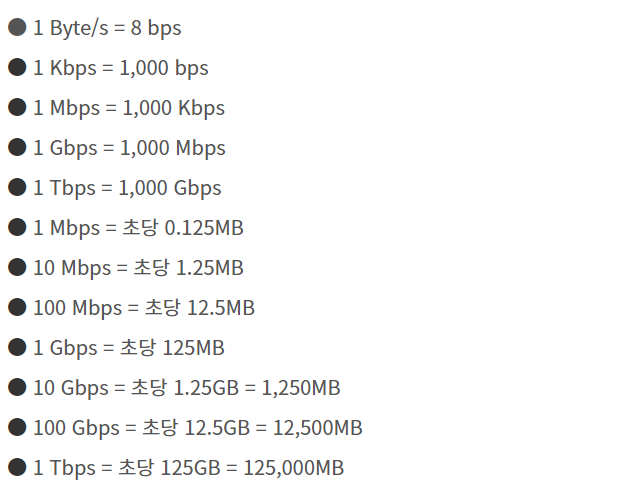 ● 1 Byte/s = 8 bps
● 1 Kbps = 1,000 bps
● 1 Mbps = 1,000 Kbps
● 1 Gbps = 1,000 Mbps
● 1 Tbps = 1,000 Gbps
● 1 Mbps = 초당 0.125MB
● 10 Mbps = 초당 1.25MB
● 100 Mbps = 초당 12.5MB
● 1 Gbps = 초당 125MB
● 10 Gbps = 초당 1.25GB = 1,250MB
● 100 Gbps = 초당 12.5GB = 12,500MB
● 1 Tbps = 초당 125GB = 125,000MB